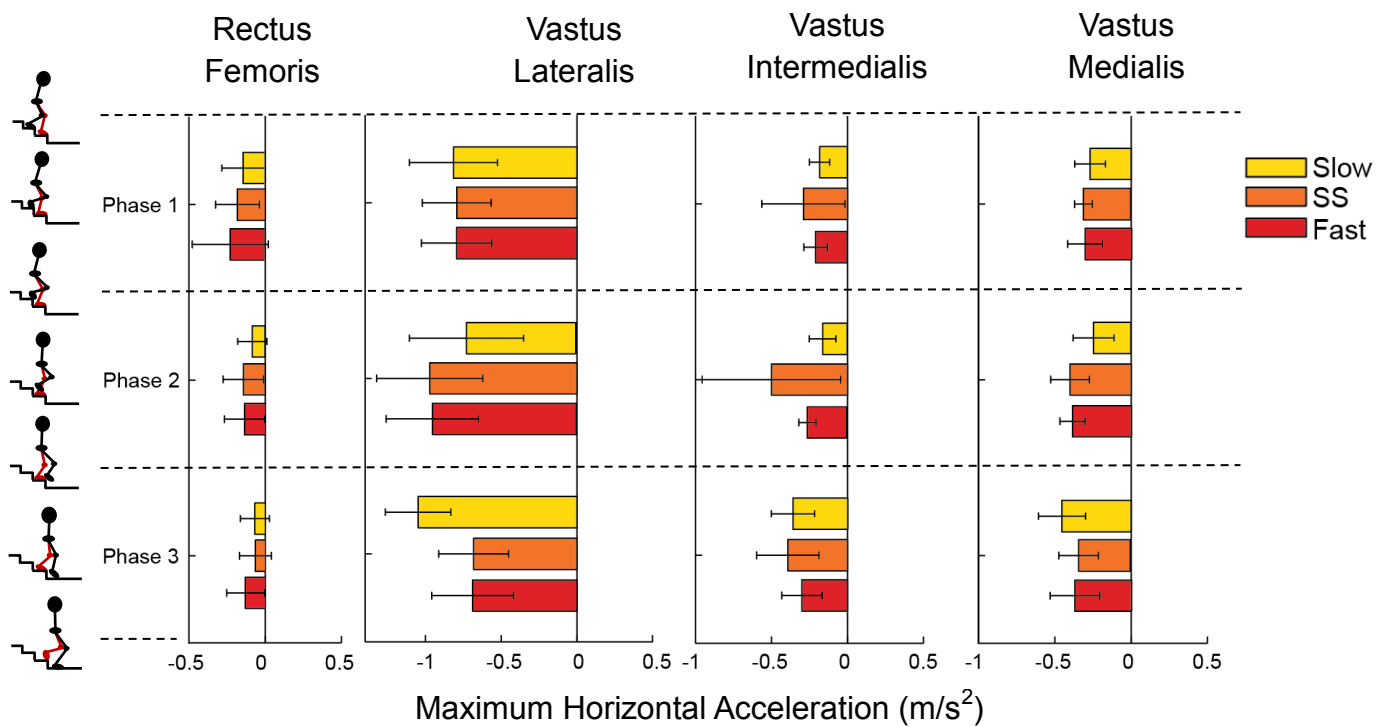 Rectus
Femoris
Vastus
Lateralis
Vastus
Intermedialis
Vastus
Medialis
Slow
SS
Fast
Phase 1
Phase 2
Phase 3
-0.5 0 0.5
-1 -0.5 0 0.5
-1 -0.5 0 0.5
-1 -0.5 0 0.5
Maximum Horizontal Acceleration (m/s²)